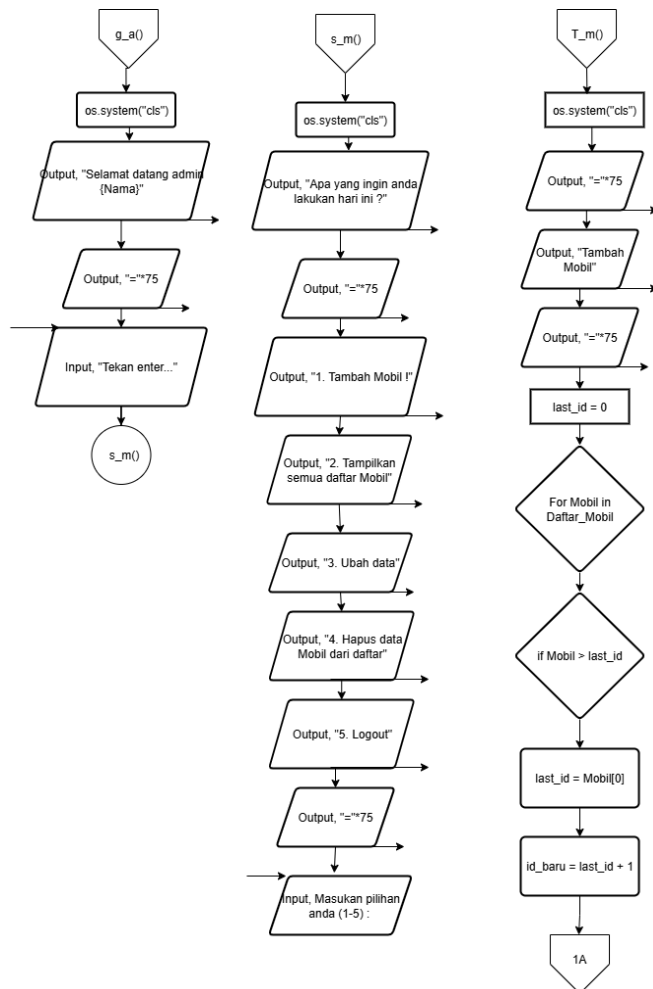 g_a()
os.system("cls")
Output, "Selamat datang admin
{Nama}"
Output, "="*75
Input, "Tekan enter..."
s_m()
s_m()
os.system("cls")
Output, "Apa yang ingin anda
lakukan hari ini ?"
Output, "="*75
Output, "1. Tambah Mobil !"
Output, "2. Tampilkan
semua daftar Mobil"
Output, "3. Ubah data"
Output, "4. Hapus data
Mobil dari daftar"
Output, "5. Logout"
Output, "="*75
Input, Masukan pilihan
anda (1-5) :
T_m()
os.system("cls")
Output, "="*75
Output, "Tambah
Mobil"
Output, "="*75
last_id = 0
For Mobil in
Daftar_Mobil
if Mobil > last_id
last_id = Mobil[0]
id_baru = last_id + 1
1A